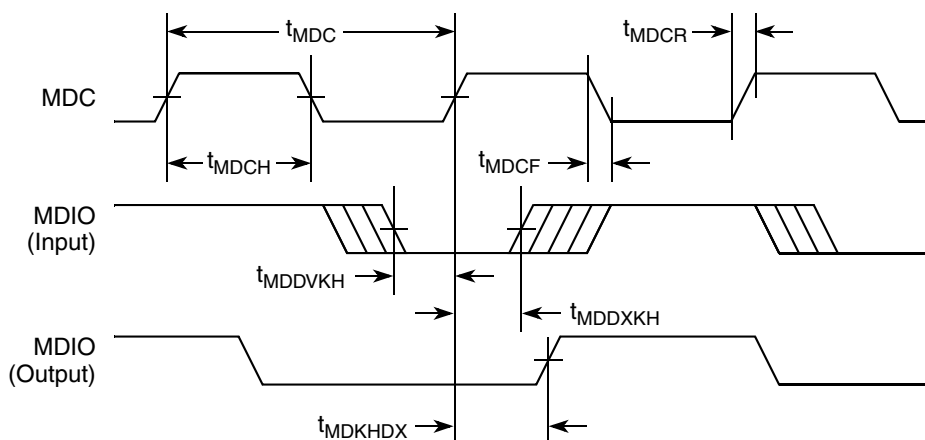 tMDC
tMDCR
MDC
tMDCH
tMDCF
MDIO
(Input)
tMDDVKH
tMDDXKH
MDIO
(Output)
tMDKHDX